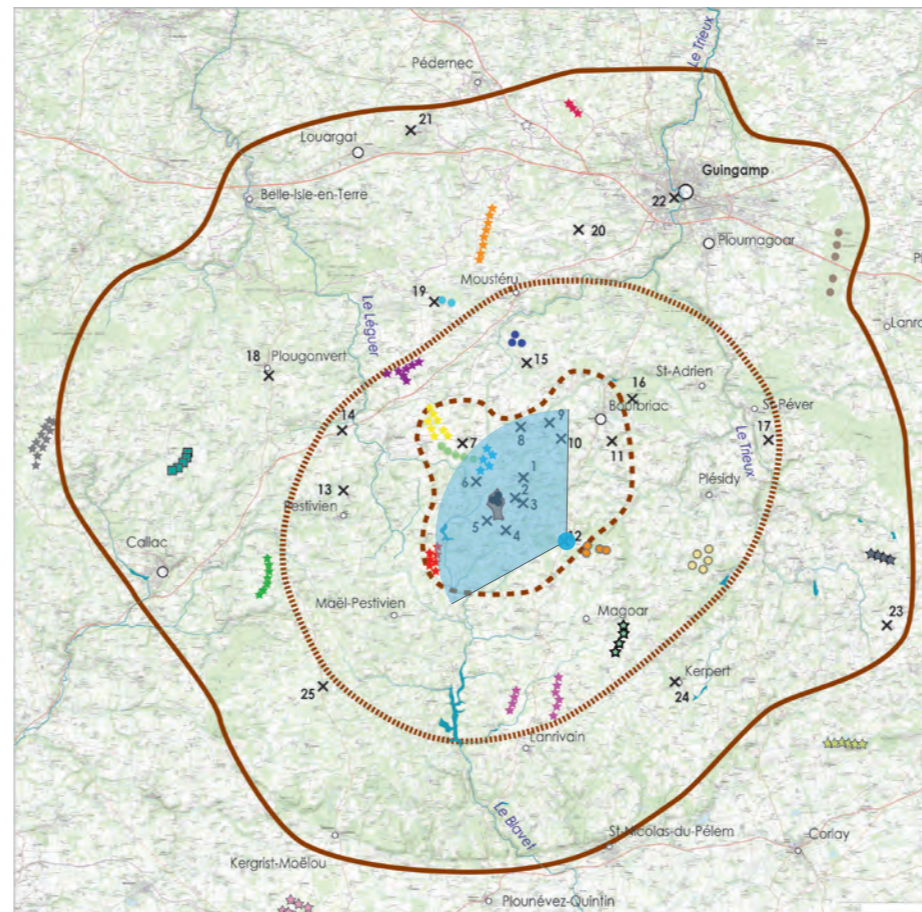 Le Trieux
Pédernec
21
Louargat
Guingamp
22
Belle-Isle-en-Terre
20
Ploumagoar
Moustéru
19
Le Léguer
Lanro
15
18
Plougonvert
St-Adrien
16
St-Péver
14
9
Bourbriac
8
10
17
7
11
Le Trieux
1
6
Plésidy
13
2
3
Pestivien
5
4
2
Callac
Maël-Pestivien
Magoar
23
Kerpert
25
24
Lanrivain
Le Blavet
St-Nicolas-du-Pélem
Corlay
Kergrist-Moëlou
Plounévez-Quintin